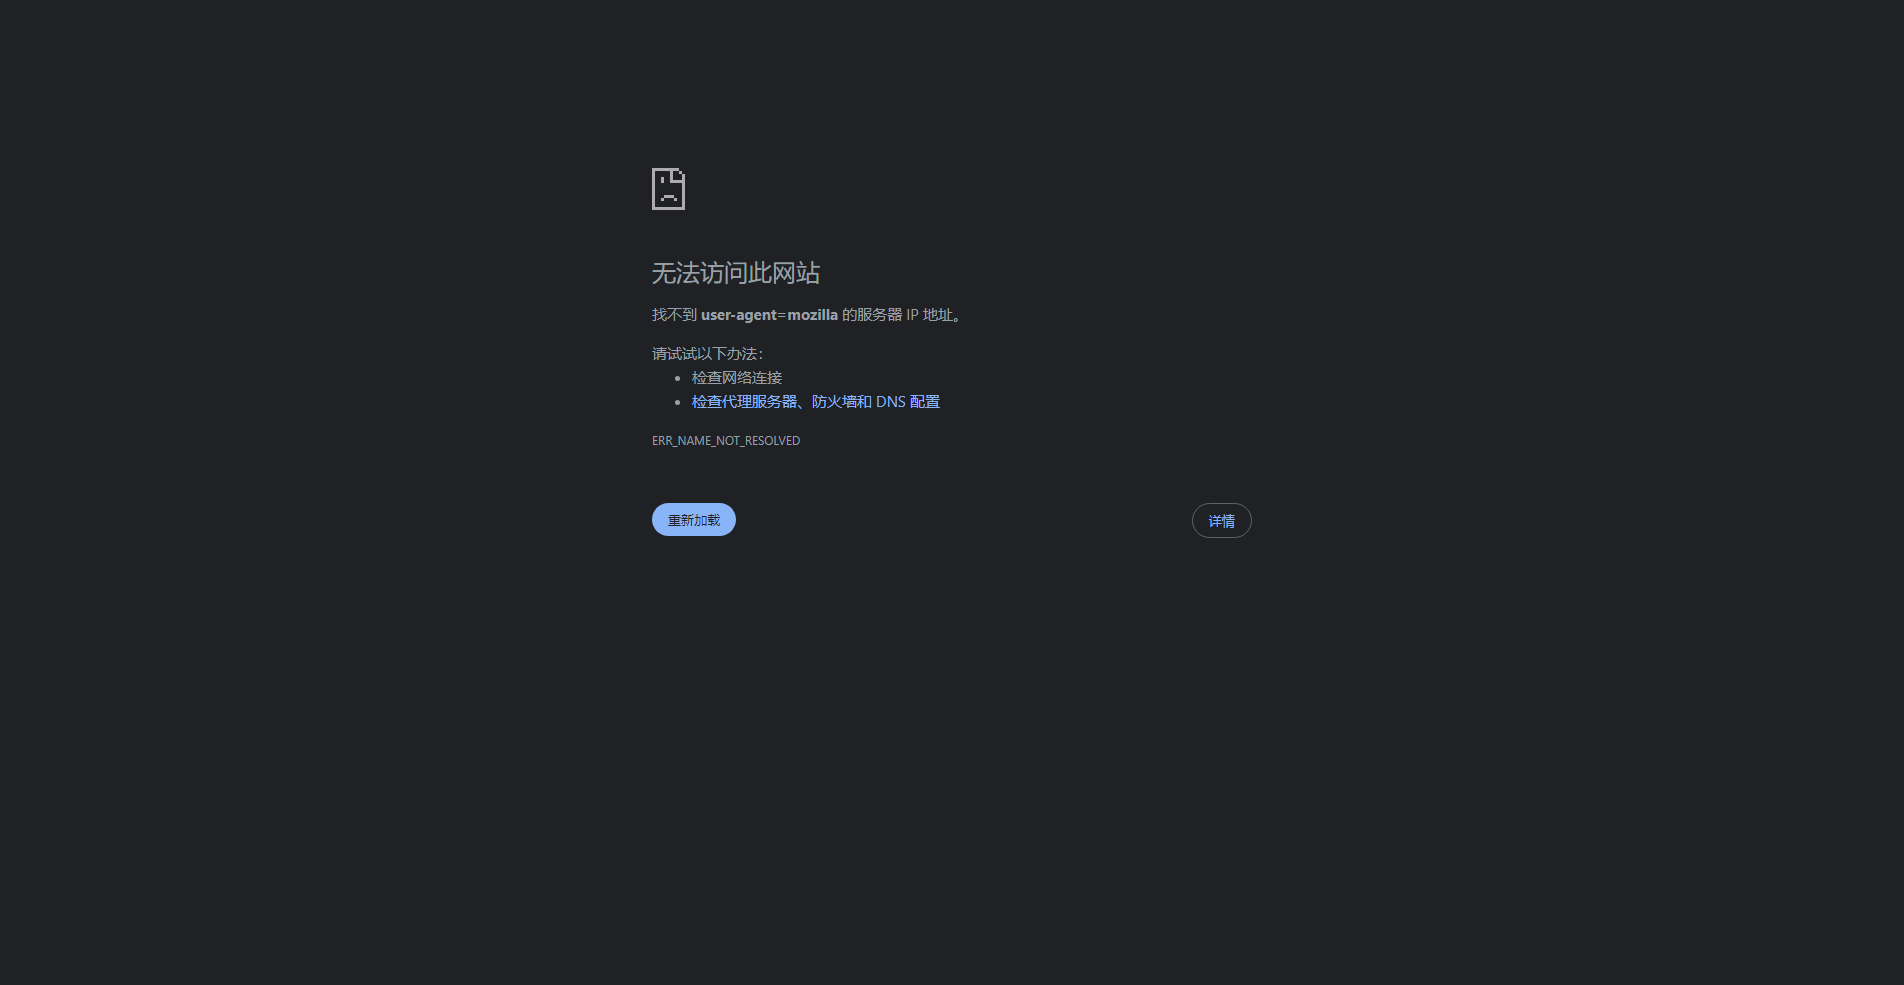 无法访问此网站
找不到 user-agent=mozilla 的服务器 IP 地址。
请试试以下办法：
检查网络连接
检查代理服务器、防火墙和 DNS 配置
ERR_NAME_NOT_RESOLVED
重新加载
详情